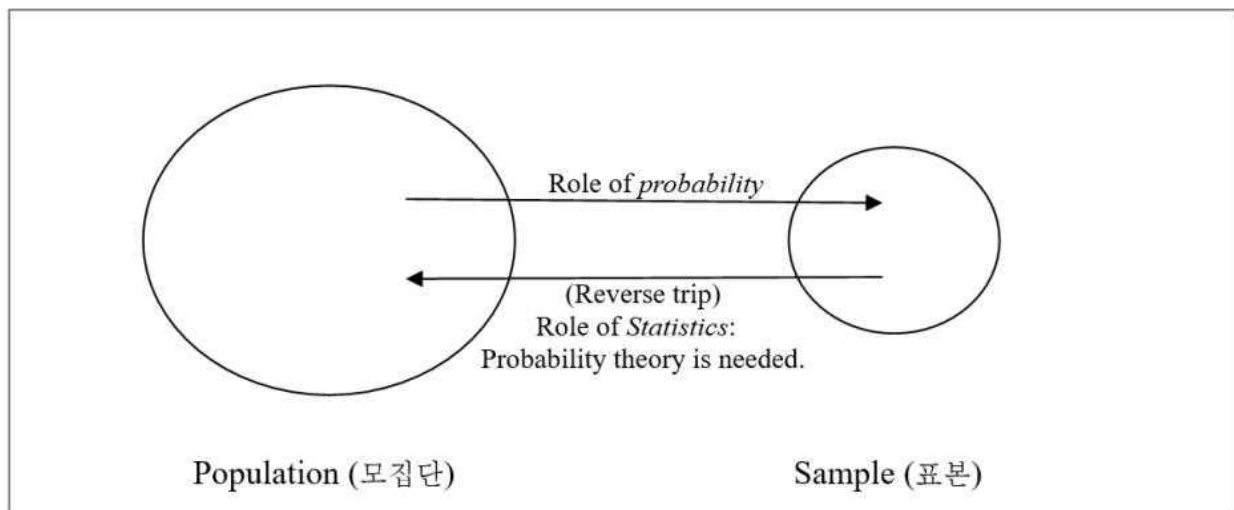 Role of probability
(Reverse trip)
Role of Statistics:
Probability theory is needed.
Population (모집단)
Sample (표본)